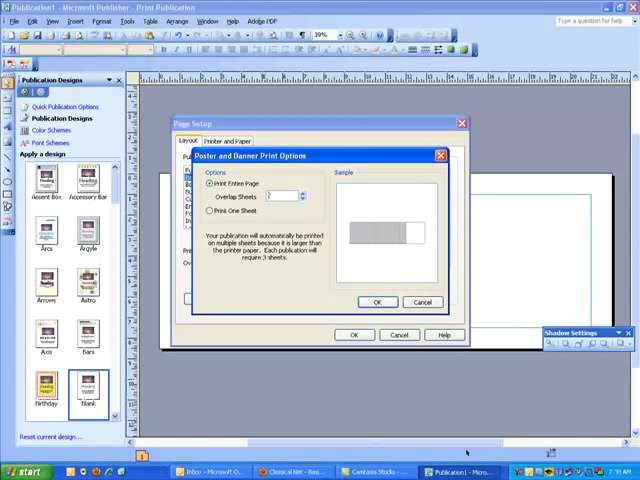 Publication1 - Microsoft Publisher - Print Publication
File Edit View Insert Format Tools Table Arrange Window Help Adobe PDF
Type a question for help
39%
Publication Designs
Quick Publication Options
Publication Designs
Color Schemes
Font Schemes
Apply a design
Accent Box
Accessory Bar
Arcs
Argyle
Arrows
Astro
Axis
Bars
Birthday
Blank
Reset current design...
Page Setup
Layout
Printer and Paper
Poster and Banner Print Options
Options
Print Entire Page
Overlap Sheets
Print One Sheet
Your publication will automatically be printed
on multiple sheets because it is larger than
the printer paper. Each publication will
require 3 sheets.
Sample
OK
Cancel
OK
Cancel
Help
Shadow Settings
1
start
Inbox - Microsoft O...
Classical Net - Basi...
Camtasia Studio - ...
Publication1 - Micros...
7:38 AM